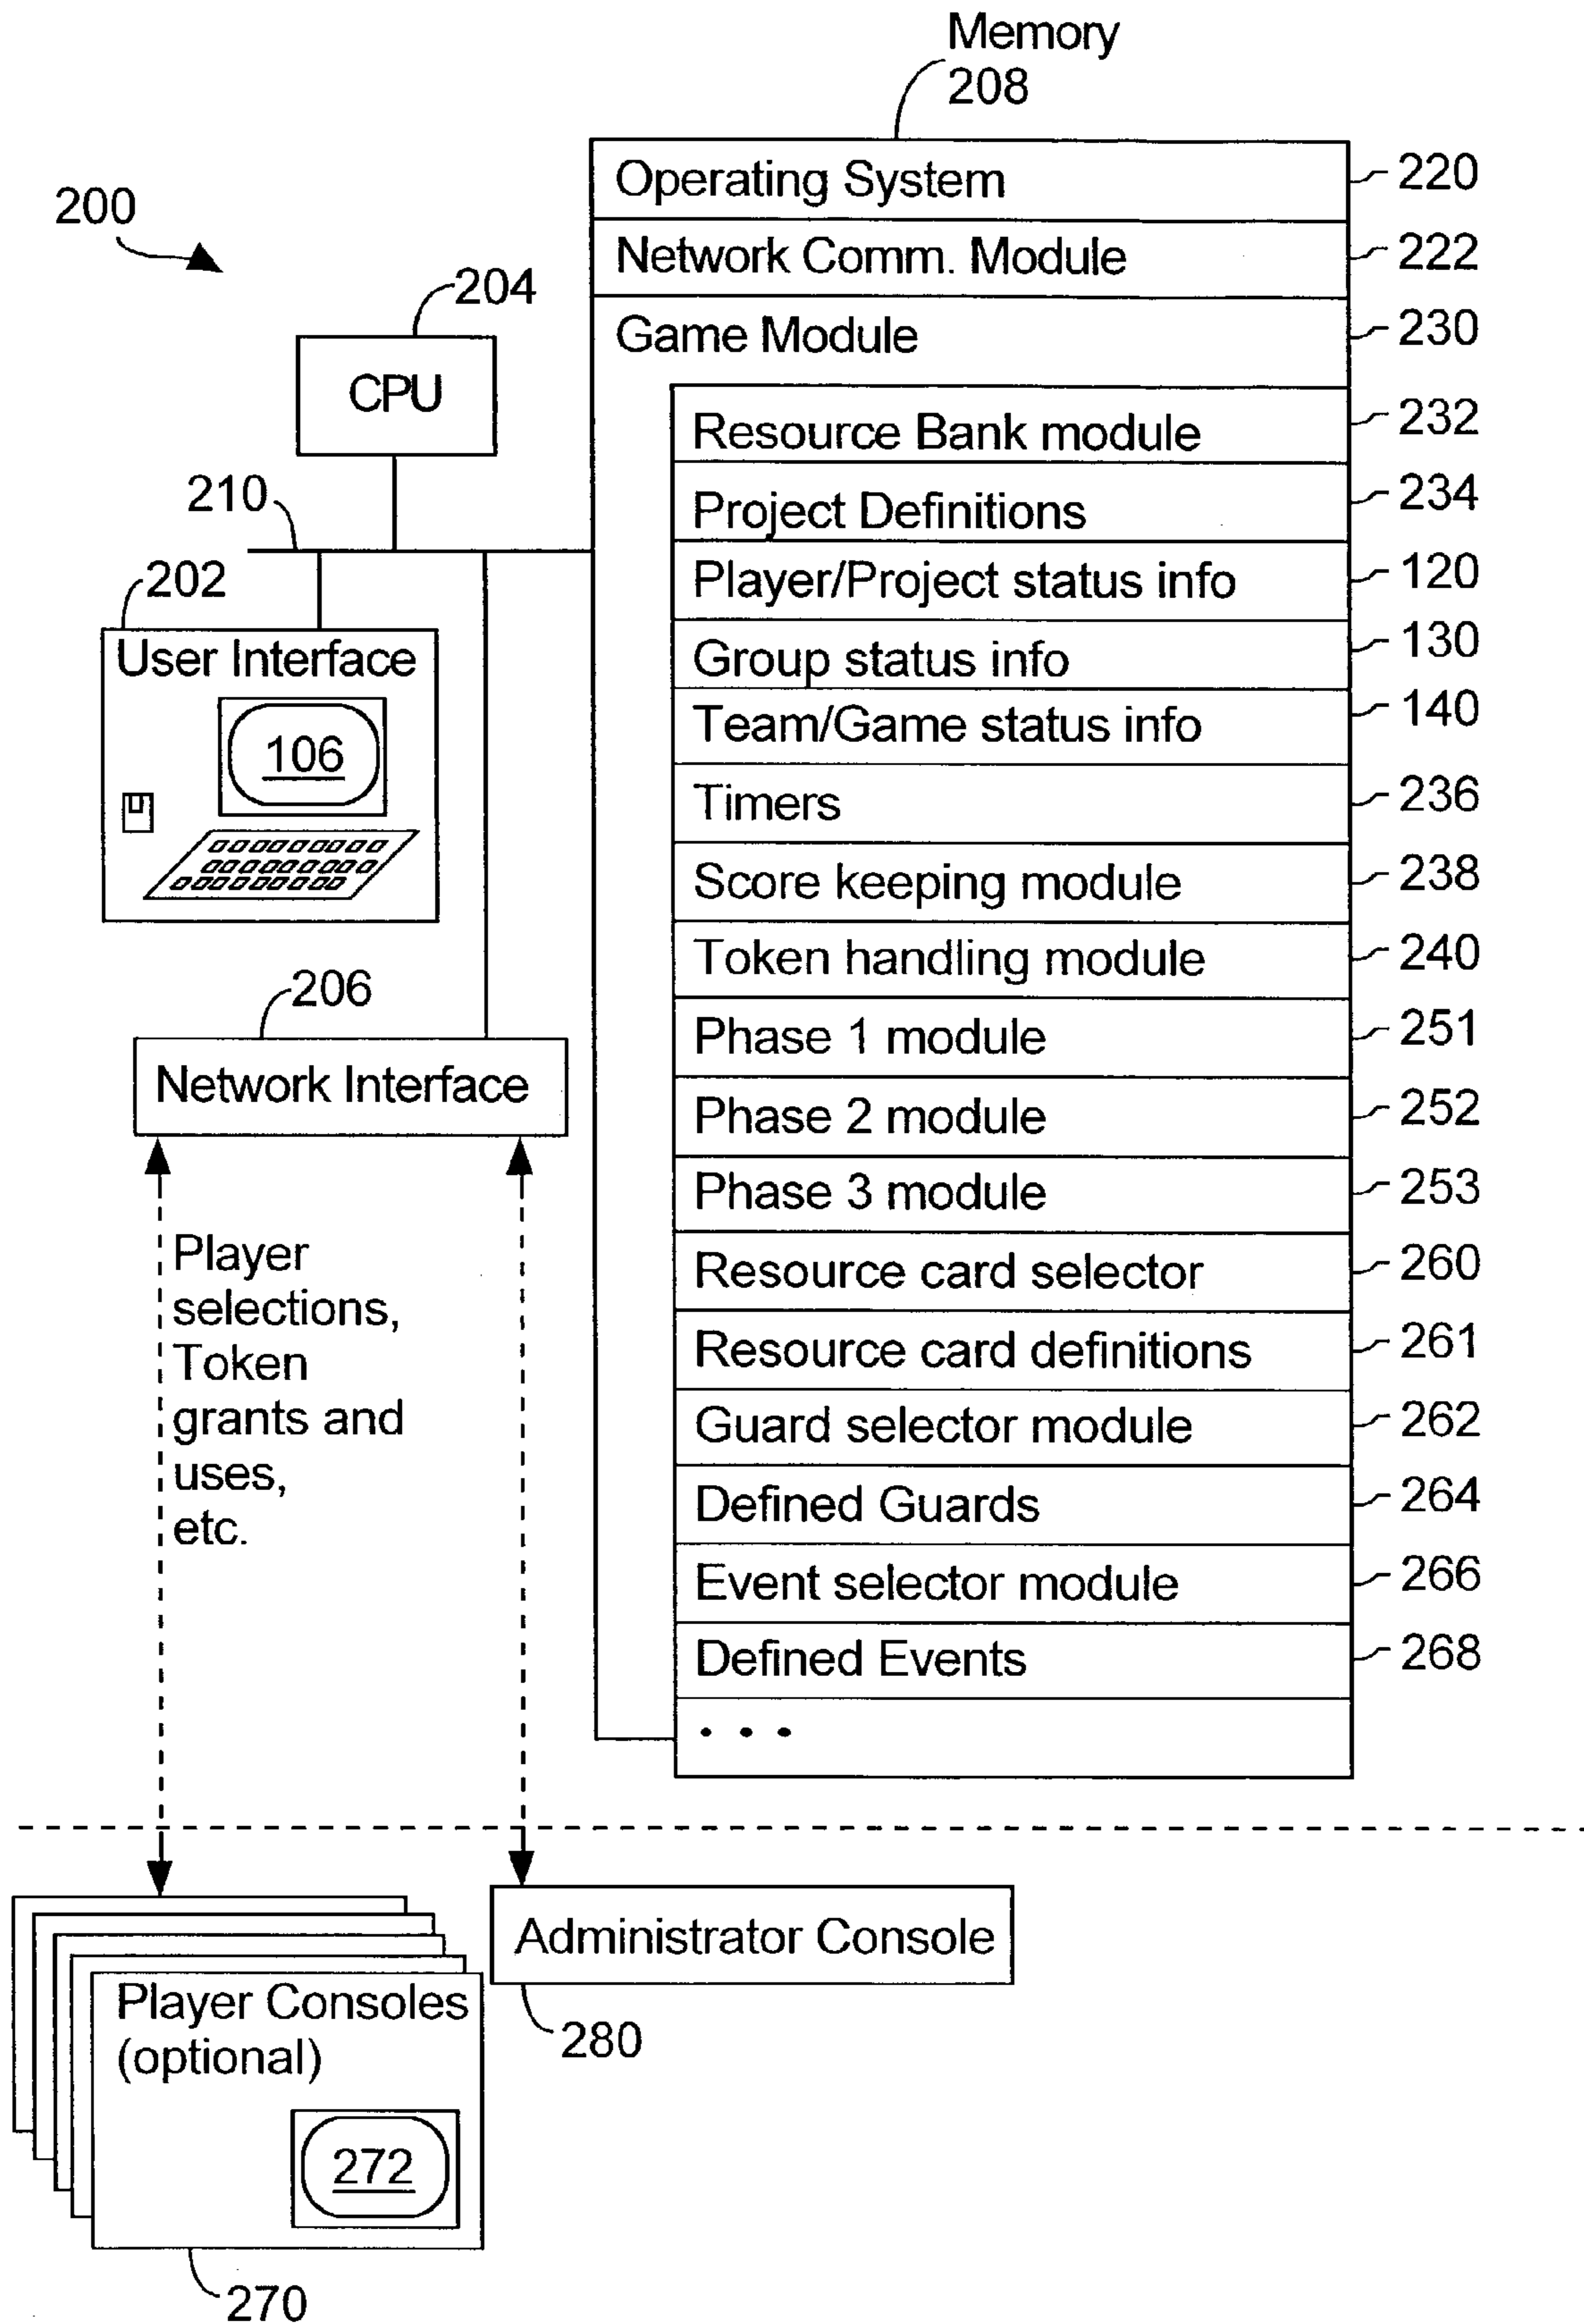 Memory
208
200
204
CPU
210
202
User Interface
106
206
Network Interface
Player
selections,
Token
grants and
uses,
etc.
Operating System 220
Network Comm. Module 222
Game Module 230
Resource Bank module 232
Project Definitions 234
Player/Project status info 120
Group status info 130
Team/Game status info 140
Timers 236
Score keeping module 238
Token handling module 240
Phase 1 module 251
Phase 2 module 252
Phase 3 module 253
Resource card selector 260
Resource card definitions 261
Guard selector module 262
Defined Guards 264
Event selector module 266
Defined Events 268
• • •
Administrator Console
280
Player Consoles
(optional)
272
270